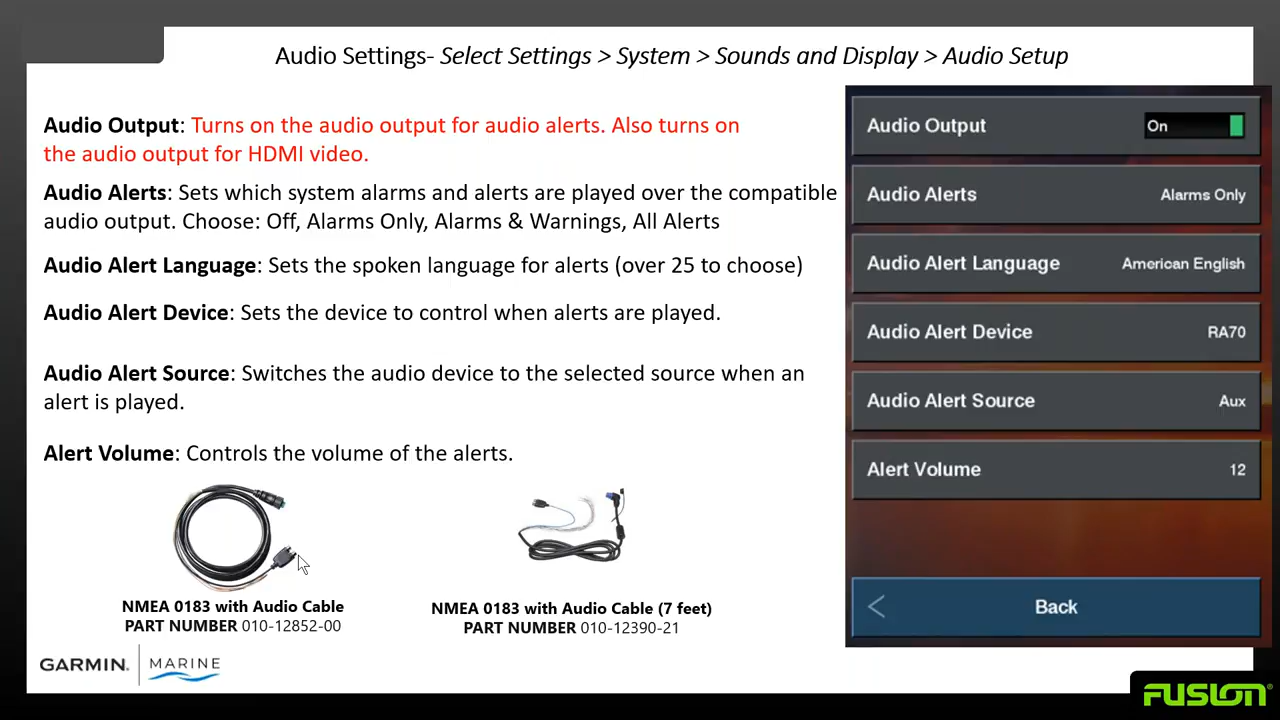 Audio Settings- Select Settings > System > Sounds and Display > Audio Setup
Audio Output: Turns on the audio output for audio alerts. Also turns on
the audio output for HDMI video.
Audio Alerts: Sets which system alarms and alerts are played over the compatible
audio output. Choose: Off, Alarms Only, Alarms & Warnings, All Alerts
Audio Alert Language: Sets the spoken language for alerts (over 25 to choose)
Audio Alert Device: Sets the device to control when alerts are played.
Audio Alert Source: Switches the audio device to the selected source when an
alert is played.
Alert Volume: Controls the volume of the alerts.
NMEA 0183 with Audio Cable
PART NUMBER 010-12852-00
NMEA 0183 with Audio Cable (7 feet)
PART NUMBER 010-12390-21
Audio Output On
Audio Alerts Alarms Only
Audio Alert Language American English
Audio Alert Device RA70
Audio Alert Source Aux
Alert Volume 12
Back
GARMIN. MARINE
FUSION®